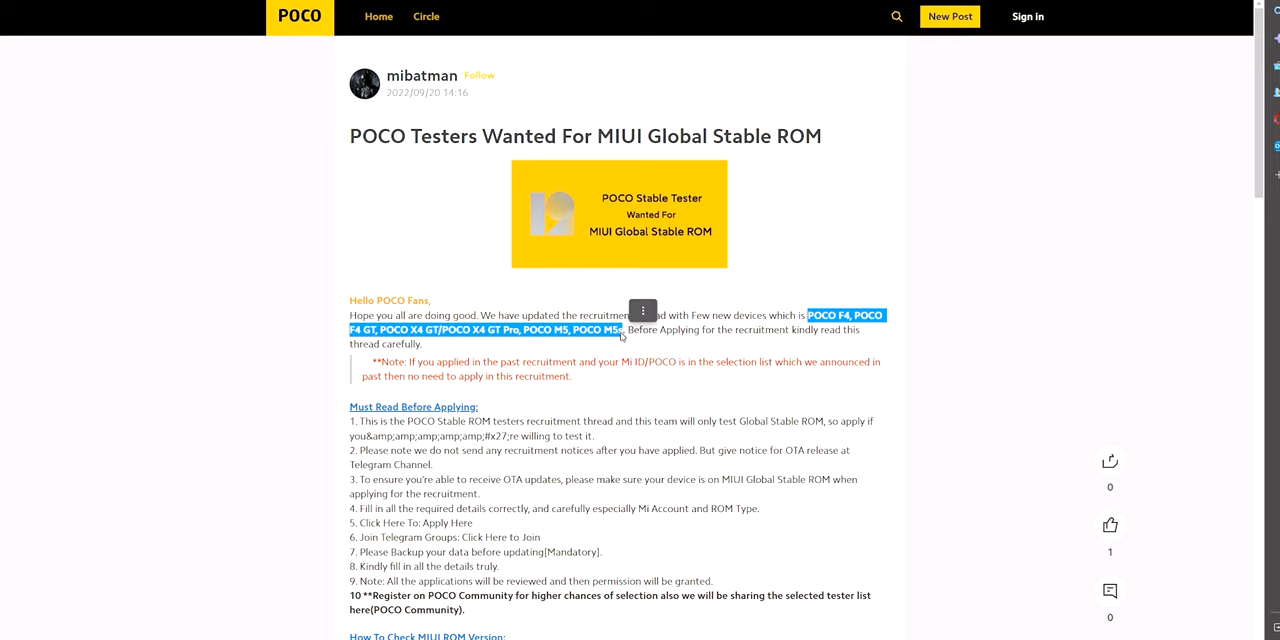 POCO Home Circle New Post Sign in
mibatman Follow
2022/09/20 14:16
POCO Testers Wanted For MIUI Global Stable ROM
POCO Stable Tester
Wanted For
MIUI Global Stable ROM
Hello POCO Fans,
Hope you all are doing good. We have updated the recruitmen ad with Few new devices which is POCO F4, POCO
F4 GT, POCO X4 GT/POCO X4 GT Pro, POCO M5, POCO M5s. Before Applying for the recruitment kindly read this
thread carefully.
**Note: If you applied in the past recruitment and your Mi ID/POCO is in the selection list which we announced in
past then no need to apply in this recruitment.
Must Read Before Applying:
1. This is the POCO Stable ROM testers recruitment thread and this team will only test Global Stable ROM, so apply if
you&amp;amp;amp;amp;amp;#x27;re willing to test it.
2. Please note we do not send any recruitment notices after you have applied. But give notice for OTA release at
Telegram Channel.
3. To ensure you're able to receive OTA updates, please make sure your device is on MIUI Global Stable ROM when
applying for the recruitment.
4. Fill in all the required details correctly, and carefully especially Mi Account and ROM Type.
5. Click Here To: Apply Here
6. Join Telegram Groups: Click Here to Join
7. Please Backup your data before updating[Mandatory].
8. Kindly fill in all the details truly.
9. Note: All the applications will be reviewed and then permission will be granted.
10 **Register on POCO Community for higher chances of selection also we will be sharing the selected tester list
here(POCO Community).
How To Check MIUI ROM Version:
0
1
0